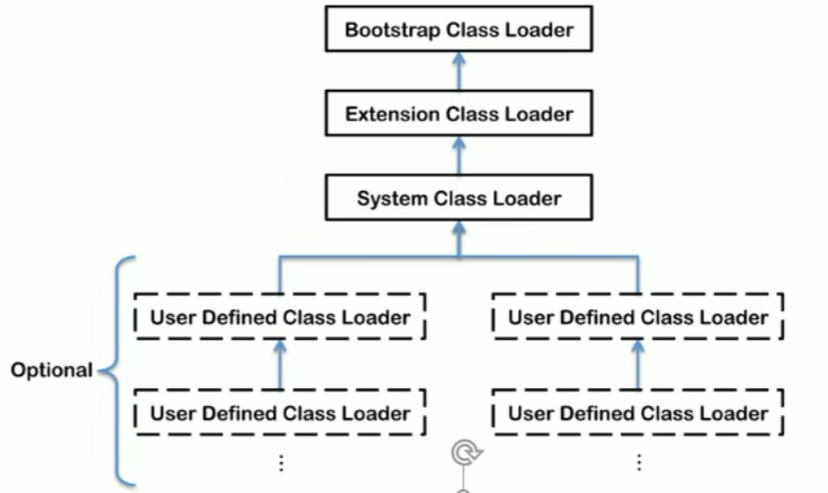 Bootstrap Class Loader
Extension Class Loader
System Class Loader
User Defined Class Loader
User Defined Class Loader
Optional
User Defined Class Loader
User Defined Class Loader